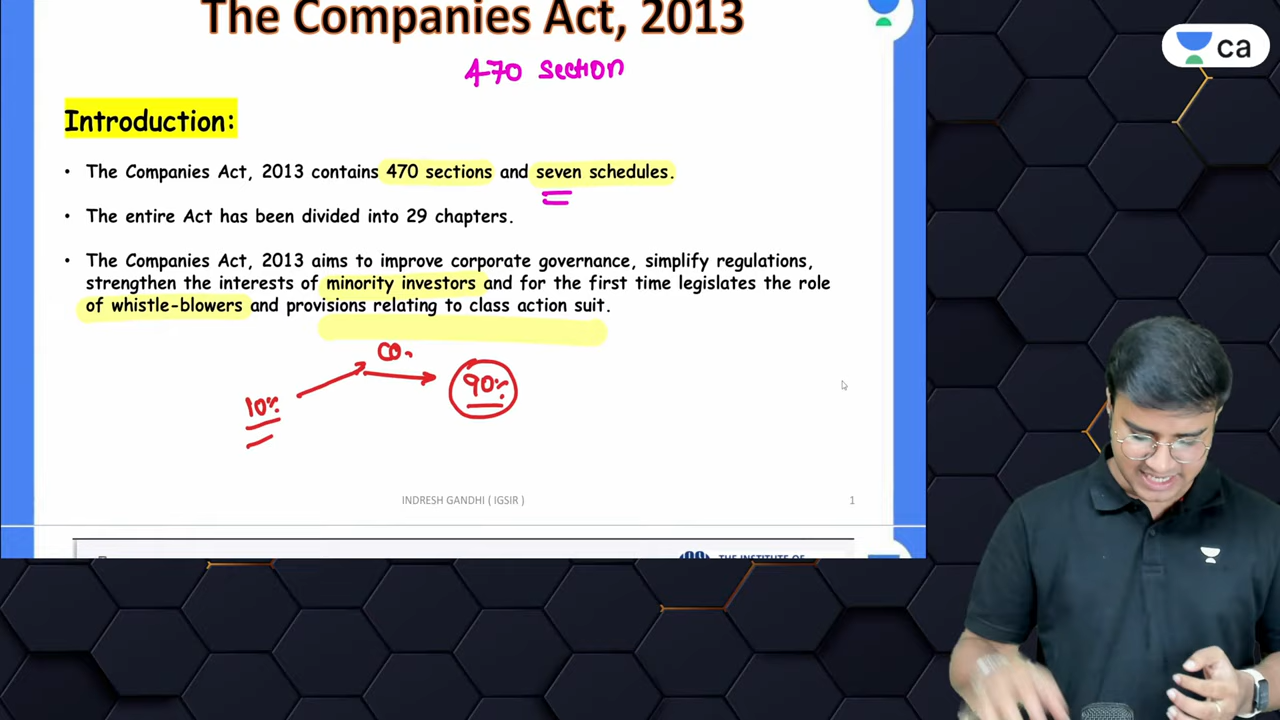 The Companies Act, 2013
ca
470 section
Introduction:
• The Companies Act, 2013 contains 470 sections and seven schedules.
• The entire Act has been divided into 29 chapters.
• The Companies Act, 2013 aims to improve corporate governance, simplify regulations,
strengthen the interests of minority investors and for the first time legislates the role
of whistle-blowers and provisions relating to class action suit.
co.
90%
10%
INDRESH GANDHI ( IGSIR )
1
THE INSTITUTE OF